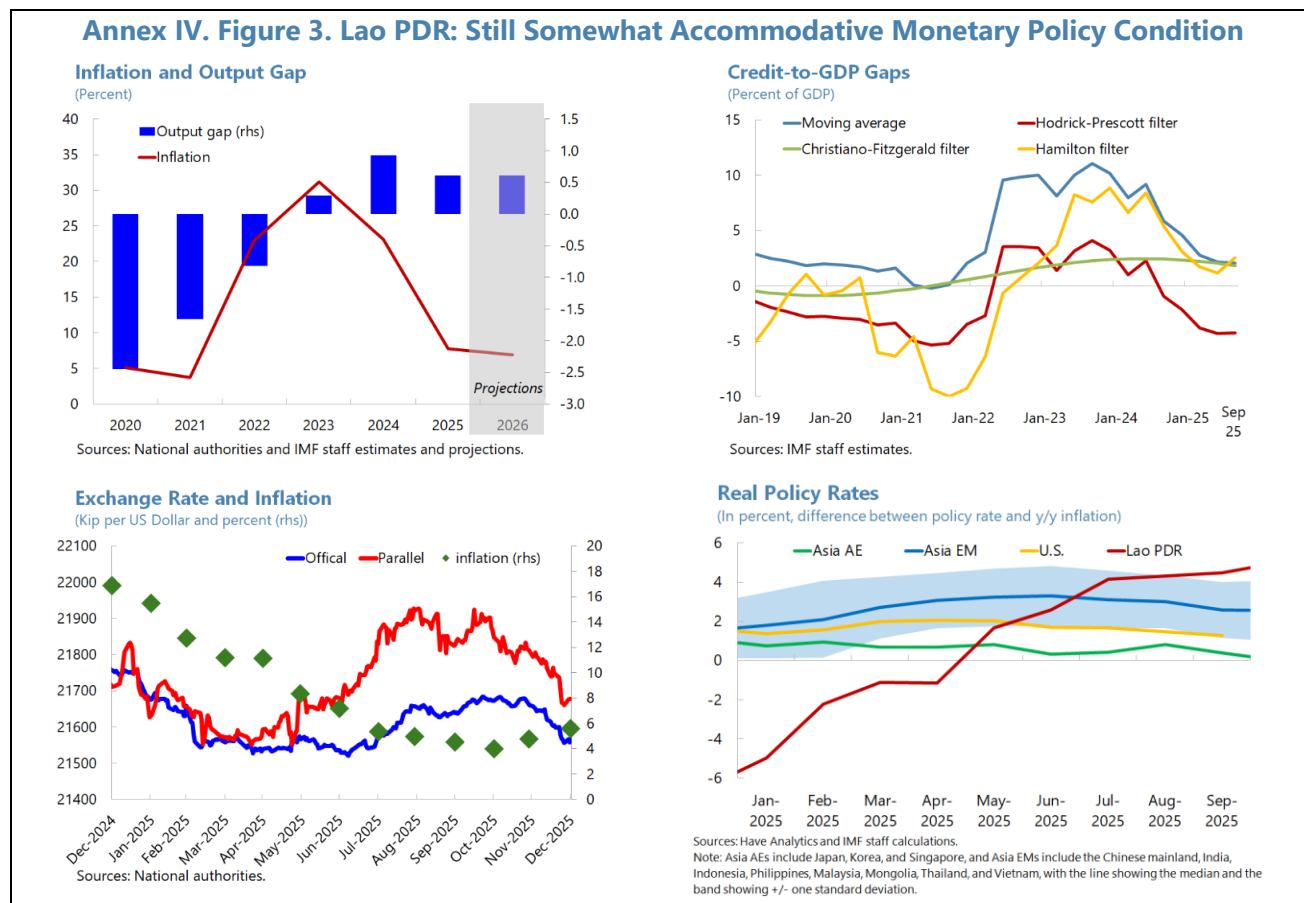 Annex IV. Figure 3. Lao PDR: Still Somewhat Accommodative Monetary Policy Condition
Inflation and Output Gap
(Percent)
40
35
30
25
20
15
10
5
0
1.5
1.0
0.5
0.0
-0.5
-1.0
-1.5
-2.0
-2.5
-3.0
Output gap (rhs)
Inflation
Projections
2020 2021 2022 2023 2024 2025 2026
Sources: National authorities and IMF staff estimates and projections.
Credit-to-GDP Gaps
(Percent of GDP)
15
10
5
0
-5
-10
Moving average Hodrick-Prescott filter
Christiano-Fitzgerald filter Hamilton filter
Jan-19 Jan-20 Jan-21 Jan-22 Jan-23 Jan-24 Jan-25 Sep
25
Sources: IMF staff estimates.
Exchange Rate and Inflation
(Kip per US Dollar and percent (rhs))
22100
22000
21900
21800
21700
21600
21500
21400
20
18
16
14
12
10
8
6
4
2
0
Offical Parallel inflation (rhs)
Dec-2024 Jan-2025 Feb-2025 Mar-2025 Apr-2025 May-2025 Jun-2025 Jul-2025 Aug-2025 Sep-2025 Oct-2025 Nov-2025 Dec-2025
Sources: National authorities.
Real Policy Rates
(In percent, difference between policy rate and y/y inflation)
6
4
2
0
-2
-4
-6
Asia AE Asia EM U.S. Lao PDR
Jan- Feb- Mar- Apr- May- Jun- Jul- Aug- Sep-
2025 2025 2025 2025 2025 2025 2025 2025 2025
Sources: Have Analytics and IMF staff calculations.
Note: Asia AEs include Japan, Korea, and Singapore, and Asia EMs include the Chinese mainland, India,
Indonesia, Philippines, Malaysia, Mongolia, Thailand, and Vietnam, with the line showing the median and the
band showing +/- one standard deviation.